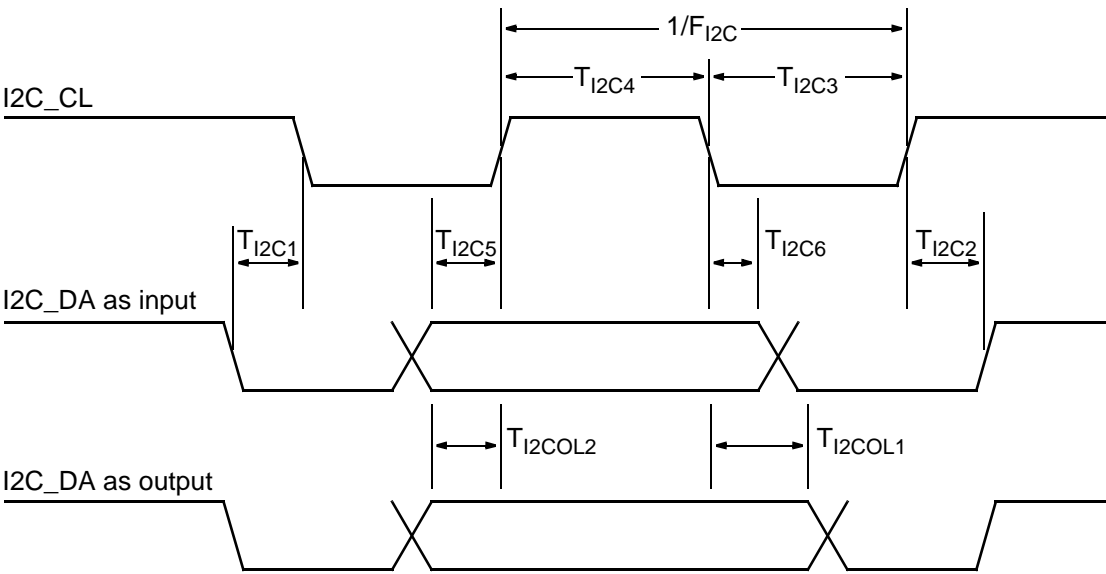 1/FI2C
TI2C4 TI2C3
I2C_CL
TI2C1 TI2C5 TI2C6 TI2C2
I2C_DA as input
TI2COL2 TI2COL1
I2C_DA as output